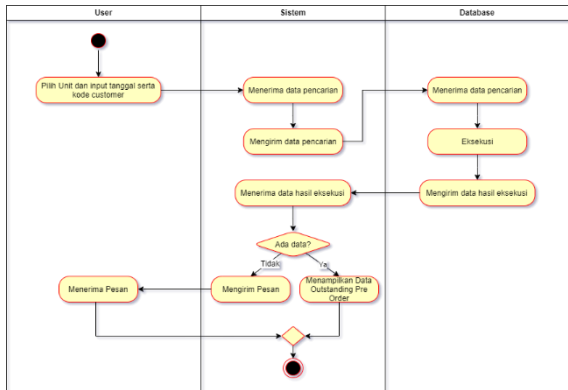 User
Sistem
Database
Pilih Unit dan input tanggal serta
kode customer
Menerima data pencarian
Menerima data pencarian
Mengirim data pencarian
Eksekusi
Menerima data hasil eksekusi
Mengirim data hasil eksekusi
Ada data?
Tidak
Ya
Menerima Pesan
Mengirim Pesan
Menampilkan Data
Outstanding Pre
Order